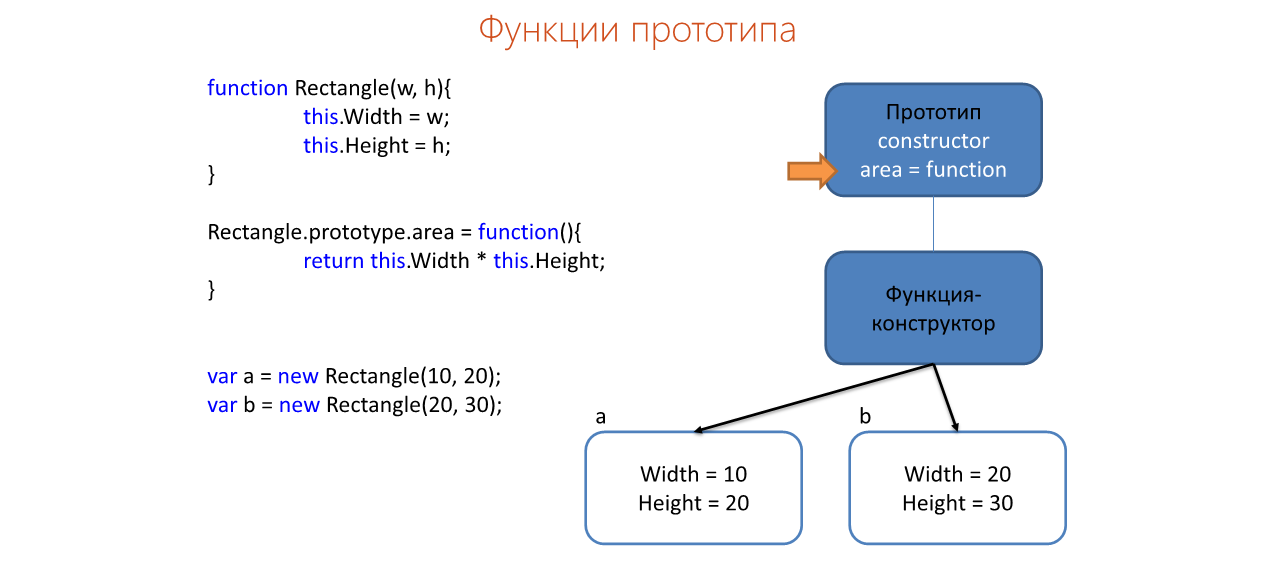 Функции прототипа
function Rectangle(w, h){
this.Width = w;
this.Height = h;
}
Rectangle.prototype.area = function(){
return this.Width * this.Height;
}
var a = new Rectangle(10, 20);
var b = new Rectangle(20, 30);
Прототип
constructor
area = function
Функция-
конструктор
a
Width = 10
Height = 20
b
Width = 20
Height = 30